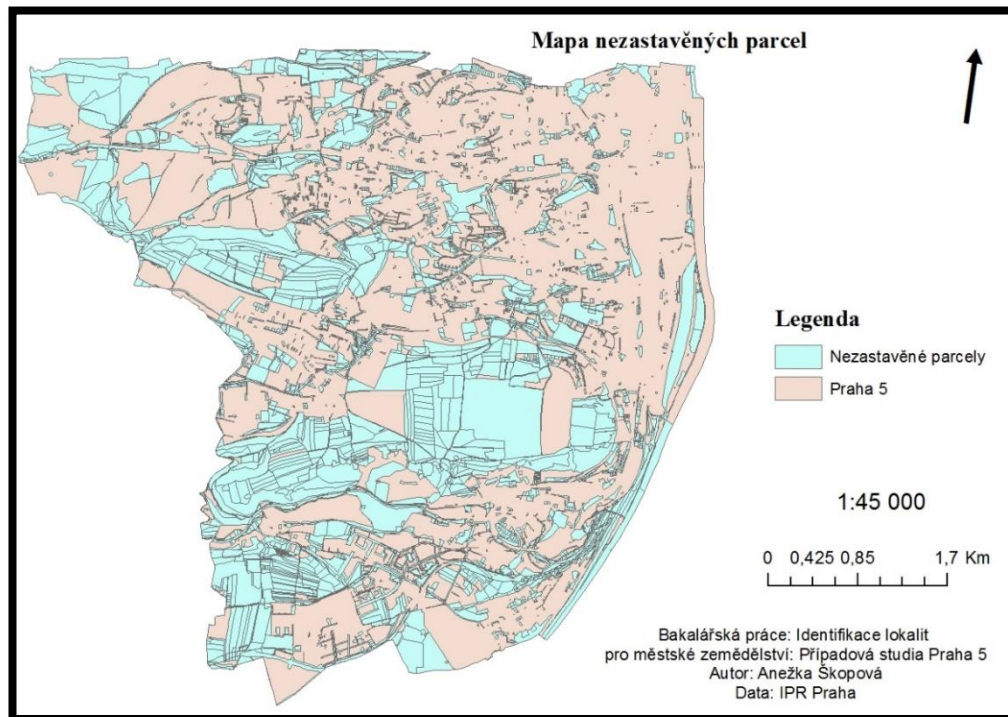 Mapa nezastavěných parcel
Legenda
Nezastavěné parcely
Praha 5
1:45 000
0 0,425 0,85 1,7 Km
Bakalářská práce: Identifikace lokalit
pro městské zemědělství: Případová studia Praha 5
Autor: Anežka Škopová
Data: IPR Praha